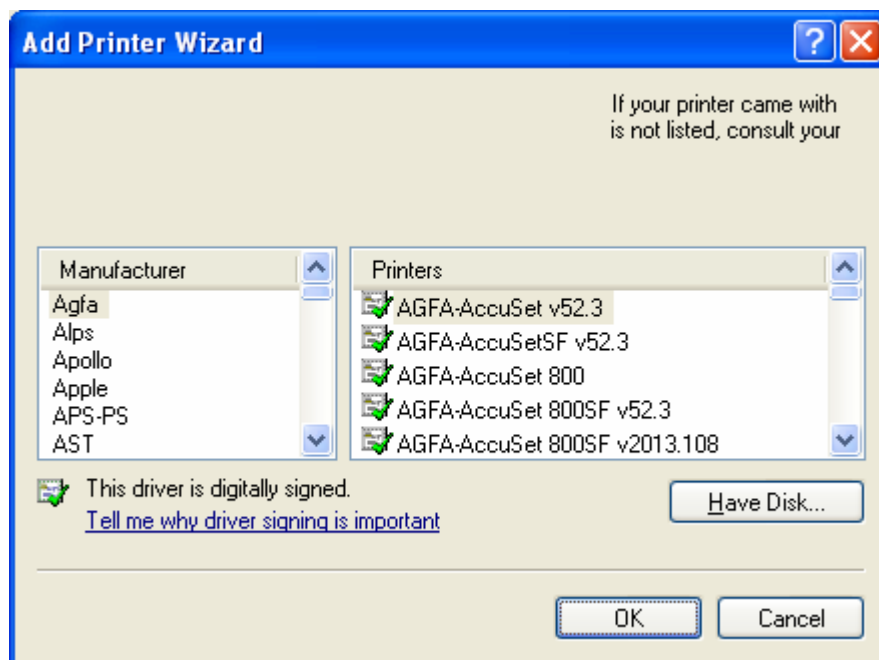 Add Printer Wizard
If your printer came with
is not listed, consult your
Manufacturer
Agfa
Alps
Apollo
Apple
APS-PS
AST
Printers
AGFA-AccuSet v52.3
AGFA-AccuSetSF v52.3
AGFA-AccuSet 800
AGFA-AccuSet 800SF v52.3
AGFA-AccuSet 800SF v2013.108
This driver is digitally signed.
Tell me why driver signing is important
Have Disk...
OK
Cancel